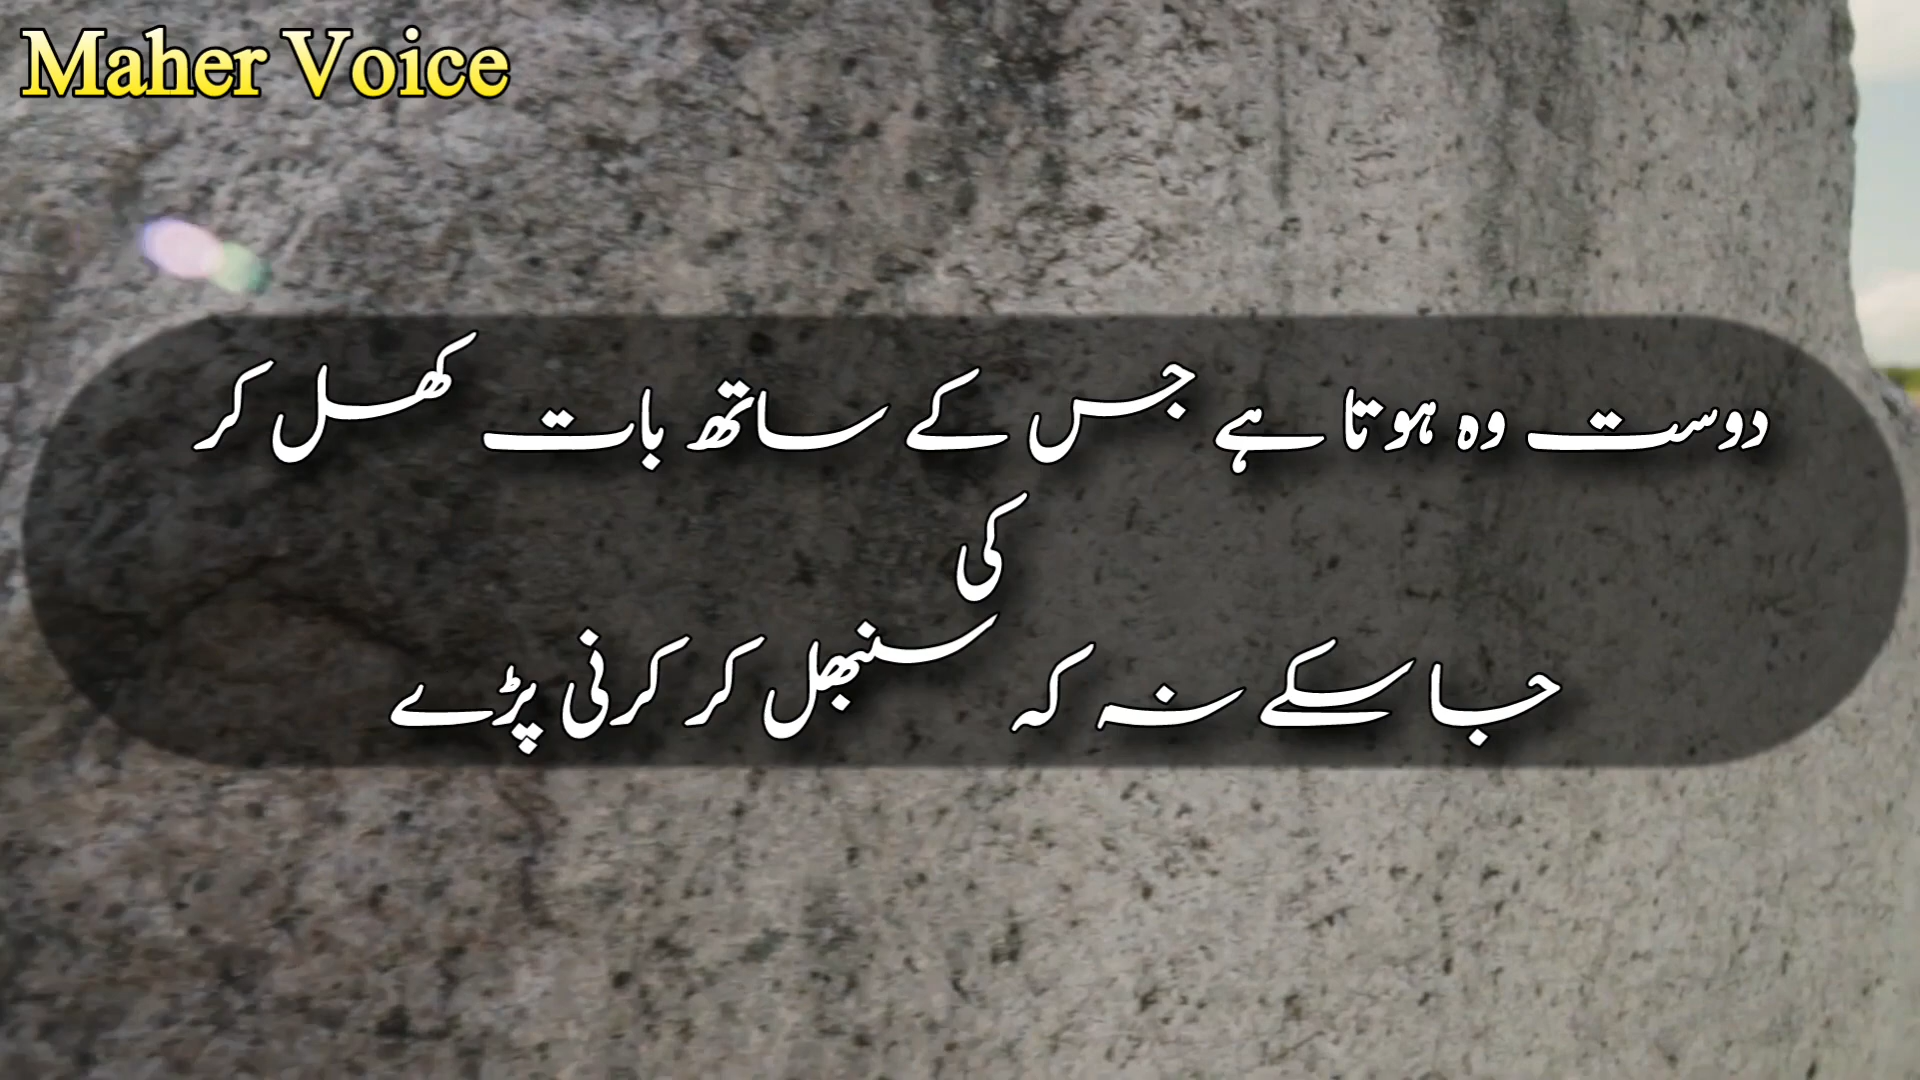 Maher Voice
دوست وہ ہوتا ہے جس کے ساتھ بات کھل کر
کی
جا سکے نہ کہ سنبھل کر کرنی پڑے